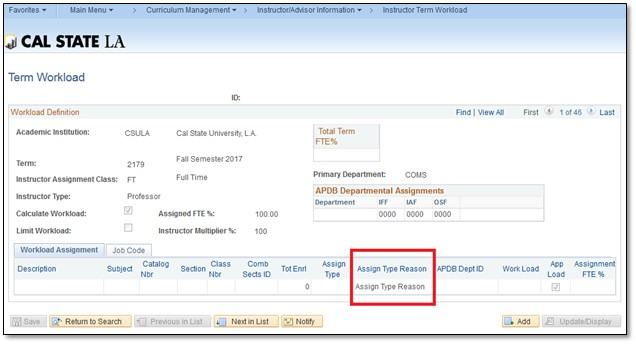 Favorites Main Menu > Curriculum Management > Instructor/Advisor Information > Instructor Term Workload
CAL STATE LA
Term Workload
ID:
Workload Definition Find | View All First 1 of 46 Last
Academic Institution: CSULA Cal State University, L.A. Total Term
FTE%
Term: 2179 Fall Semester 2017
Primary Department: COMS
Instructor Assignment Class: FT Full Time
APDB Departmental Assignments
Instructor Type: Professor Department IFF IAF OSF
Calculate Workload: Assigned FTE %: 100.00 0000 0000 0000
Limit Workload: Instructor Multiplier %: 100
Workload Assignment Job Code
Description Subject Catalog Nbr Section Class Nbr Comb Sects ID Tot Enrl Assign Type Assign Type Reason APDB Dept ID Work Load App Load Assignment FTE %
0 Assign Type Reason
Save Return to Search Previous in List Next in List Notify Add Update/Display